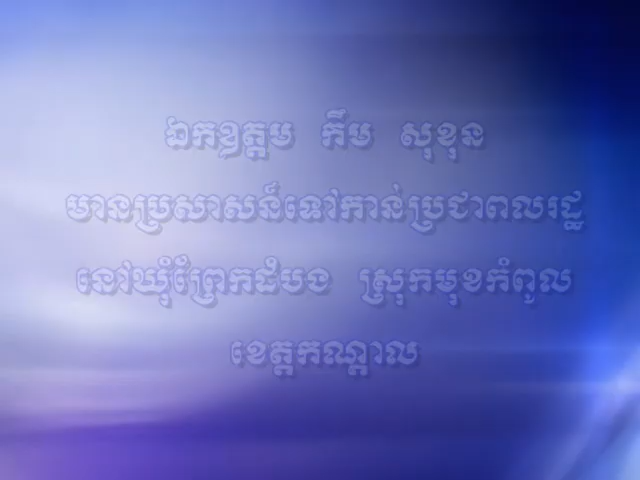 ឯកឧត្តម កឹម សុខុន
មានប្រសាសន៍ទៅកាន់ប្រជាពលរដ្ឋ
នៅឃុំព្រែកដំបង ស្រុកមុខកំពូល
ខេត្តកណ្តាល